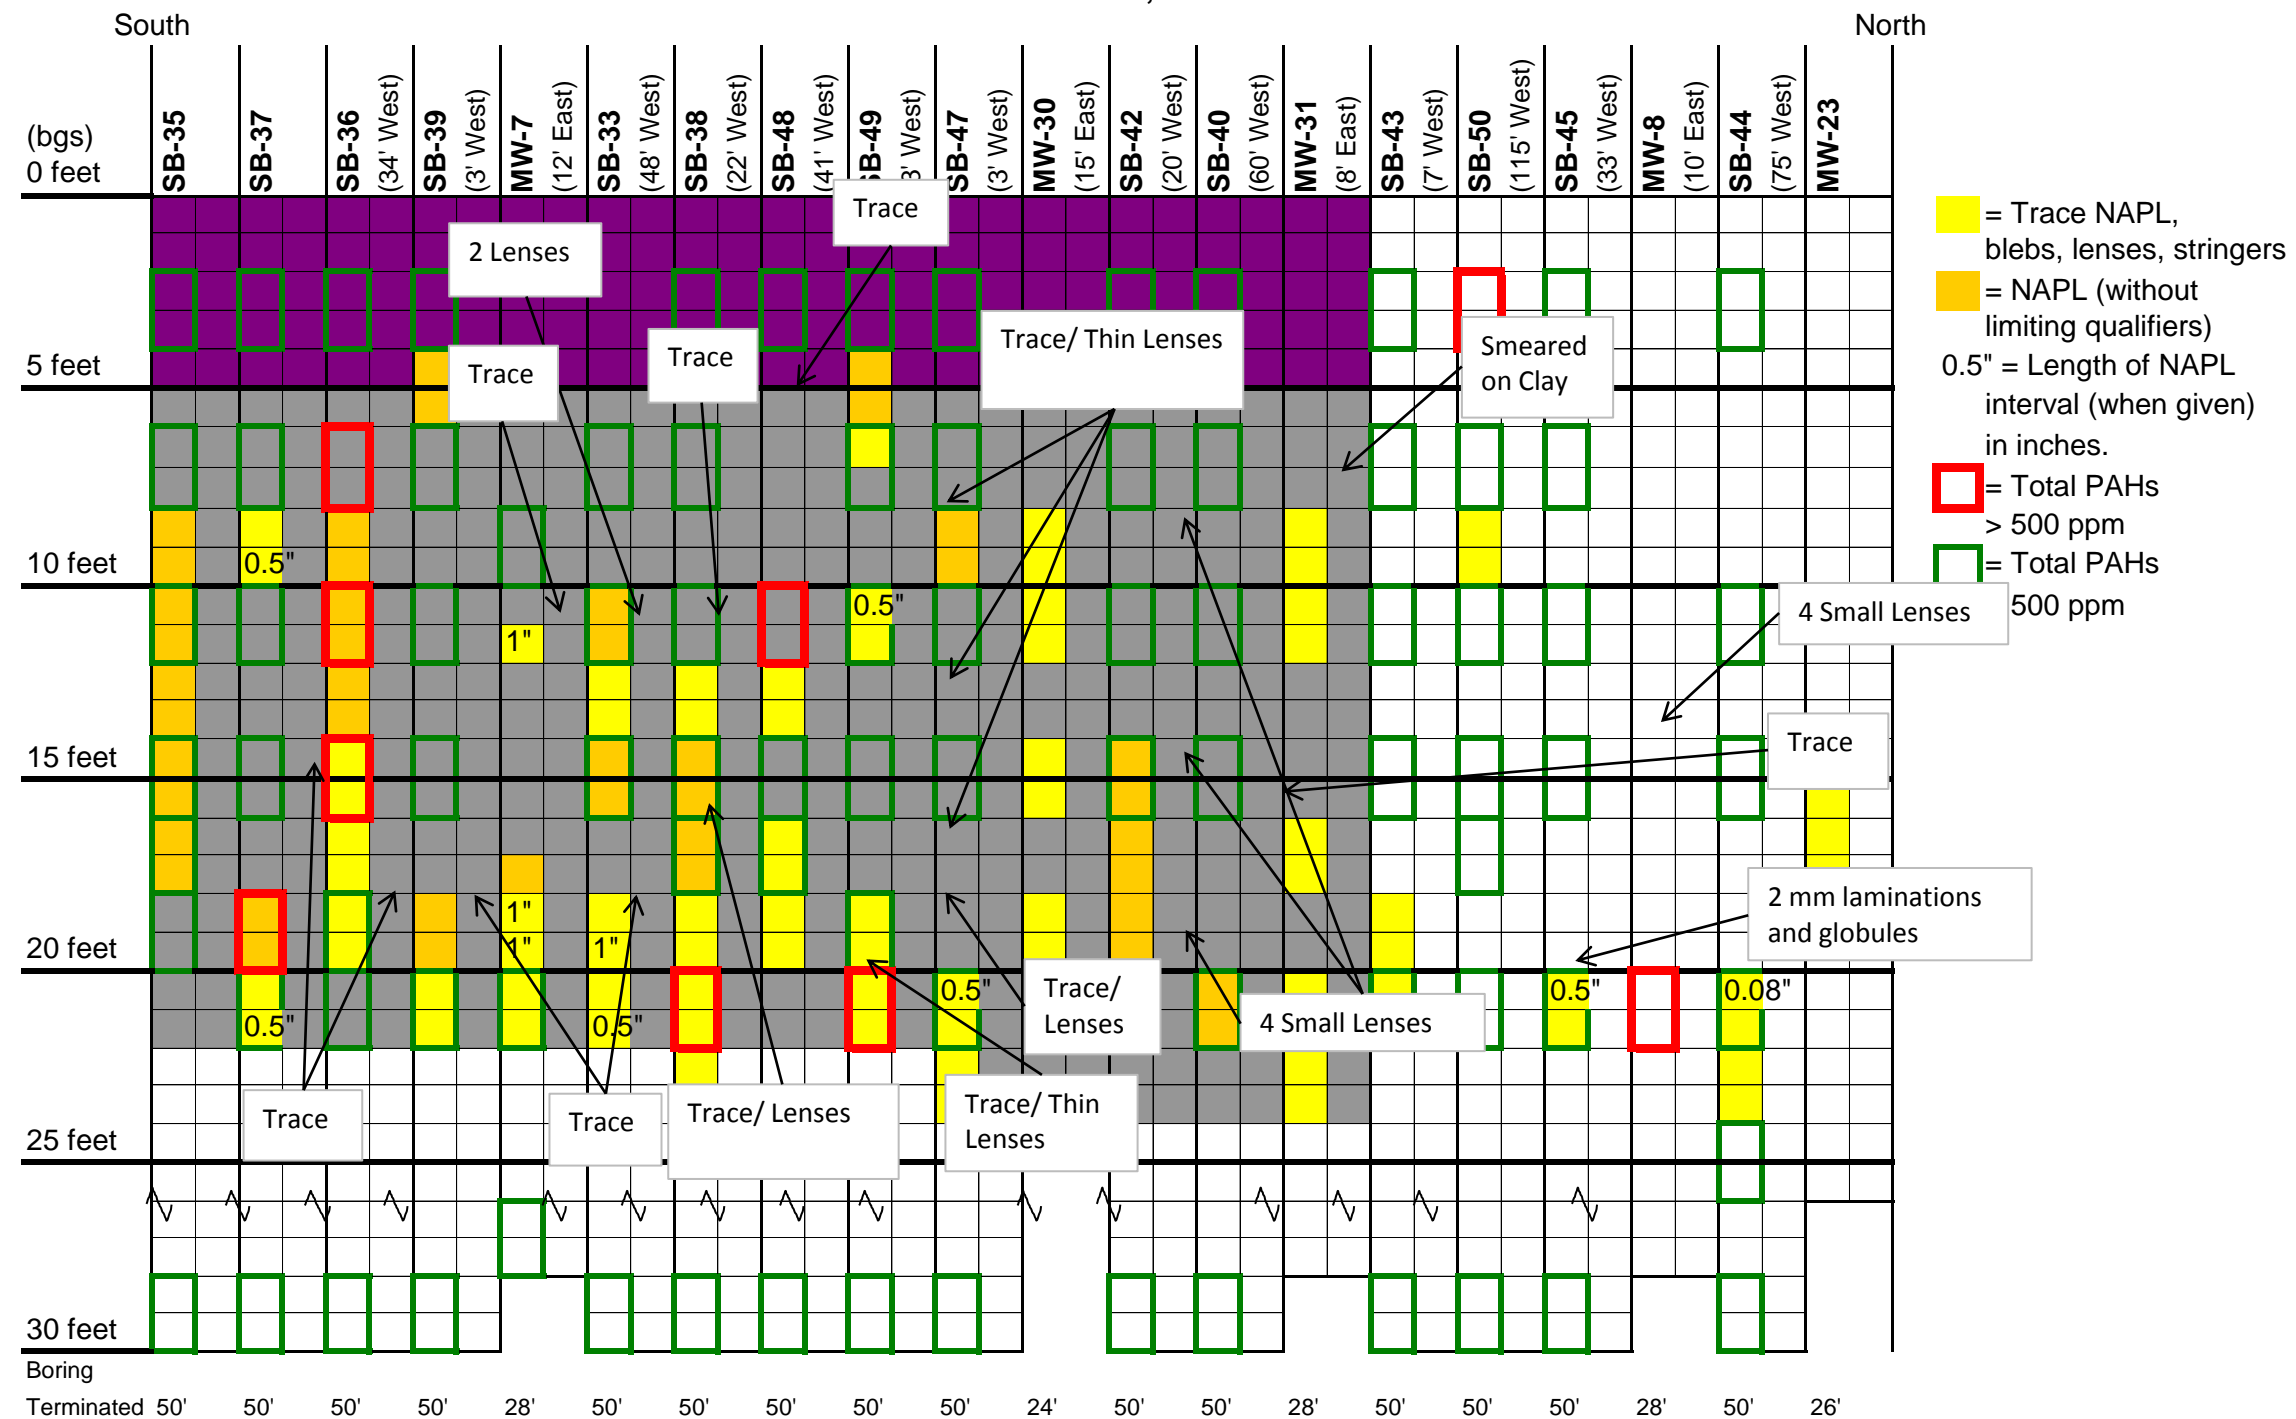 South
North
(bgs)
0 feet
SB-35
SB-37
SB-36
(34' West)
SB-39
(3' West)
MW-7
(12' East)
SB-33
(48' West)
SB-38
(22' West)
SB-48
(41' West)
SB-49
3' West)
SB-47
(3' West)
MW-30
(15' East)
SB-42
(20' West)
SB-40
(60' West)
MW-31
(8' East)
SB-43
(7' West)
SB-50
(115' West)
SB-45
(33' West)
MW-8
(10' East)
SB-44
(75' West)
MW-23
= Trace NAPL,
blebs, lenses, stringers
= NAPL (without
limiting qualifiers)
0.5" = Length of NAPL
interval (when given)
in inches.
= Total PAHs
> 500 ppm
= Total PAHs
500 ppm
Trace
2 Lenses
Trace
Trace
Trace/ Thin Lenses
Smeared
on Clay
5 feet
10 feet
0.5"
1"
0.5"
4 Small Lenses
15 feet
Trace
20 feet
1"
1"
1"
2 mm laminations
and globules
0.5"
0.5"
0.5"
0.5"
0.08"
Trace/
Lenses
4 Small Lenses
Trace
Trace
Trace/ Lenses
Trace/ Thin
Lenses
25 feet
30 feet
Boring
Terminated 50' 50' 50' 50' 28' 50' 50' 50' 50' 50' 24' 50' 50' 28' 50' 50' 50' 28' 50' 26'